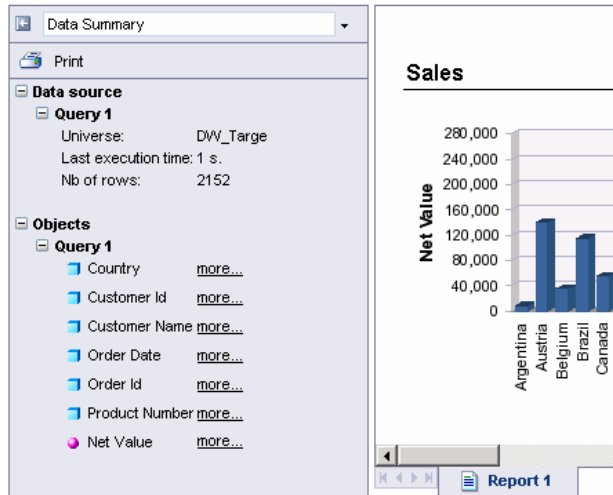 Data Summary
Print
Data source
Query 1
Universe: DW_Targe
Last execution time: 1 s.
Nb of rows: 2152
Objects
Query 1
Country more...
Customer Id more...
Customer Name more...
Order Date more...
Order Id more...
Product Number more...
Net Value more...
Sales
Net Value
280,000
240,000
200,000
160,000
120,000
80,000
40,000
0
Argentina
Austria
Belgium
Brazil
Canada
Report 1